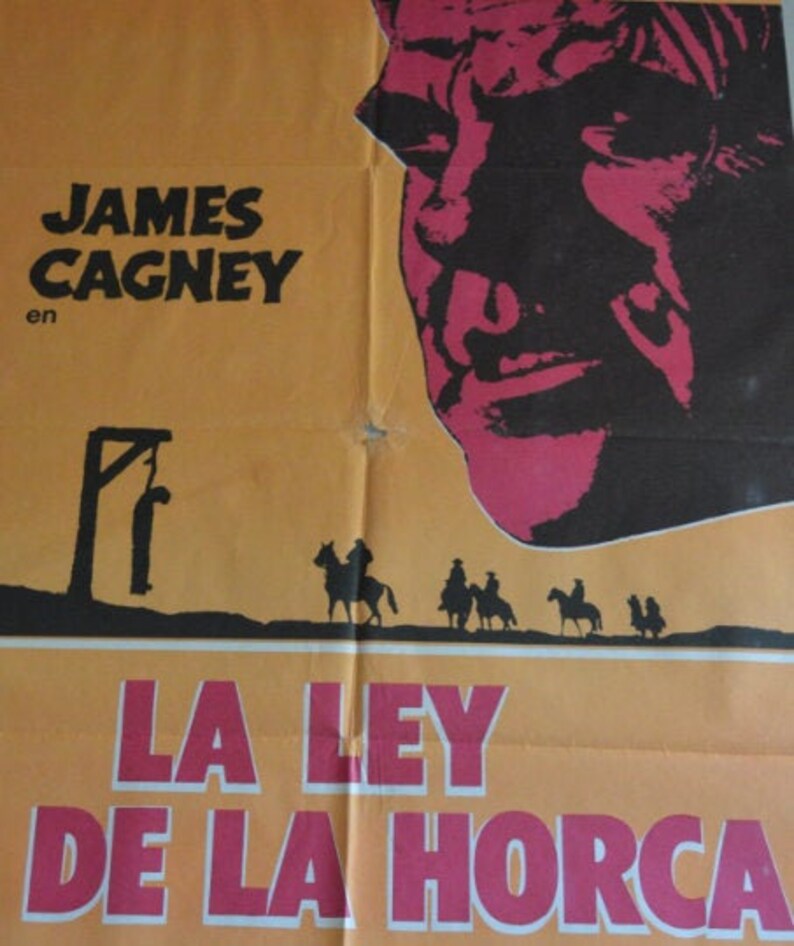 JAMES
CAGNEY
en
LA LEY
DE LA HORCA